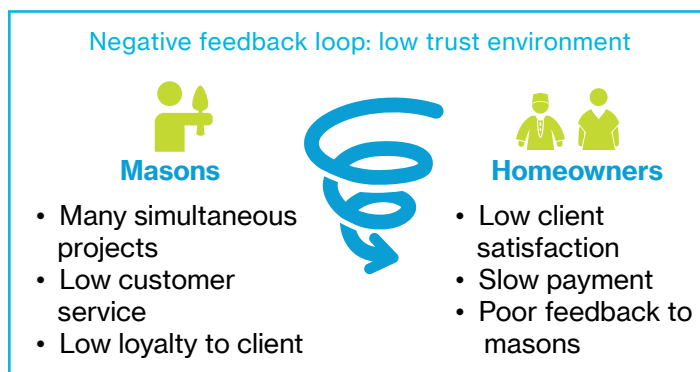 Negative feedback loop: low trust environment
Masons
• Many simultaneous
projects
• Low customer
service
• Low loyalty to client
Homeowners
• Low client
satisfaction
• Slow payment
• Poor feedback to
masons